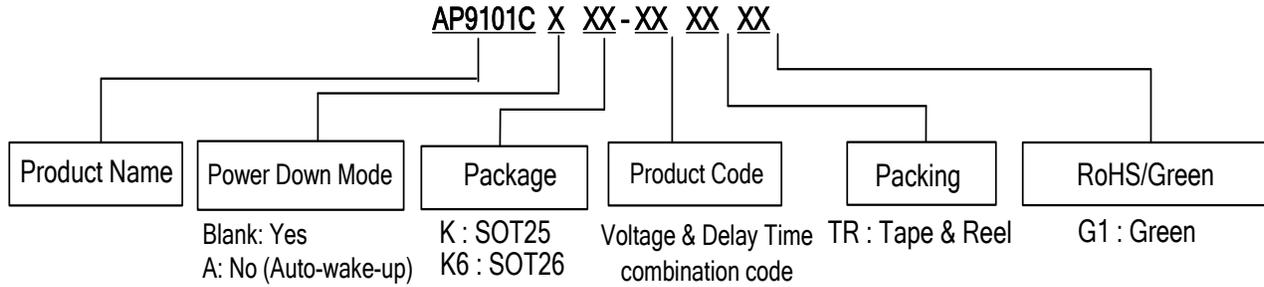 AP9101C X XX - XX XX XX
Product Name
Power Down Mode
Package
Product Code
Packing
RoHS/Green
Blank: Yes
A: No (Auto-wake-up)
K : SOT25
K6 : SOT26
Voltage & Delay Time
combination code
TR : Tape & Reel
G1 : Green